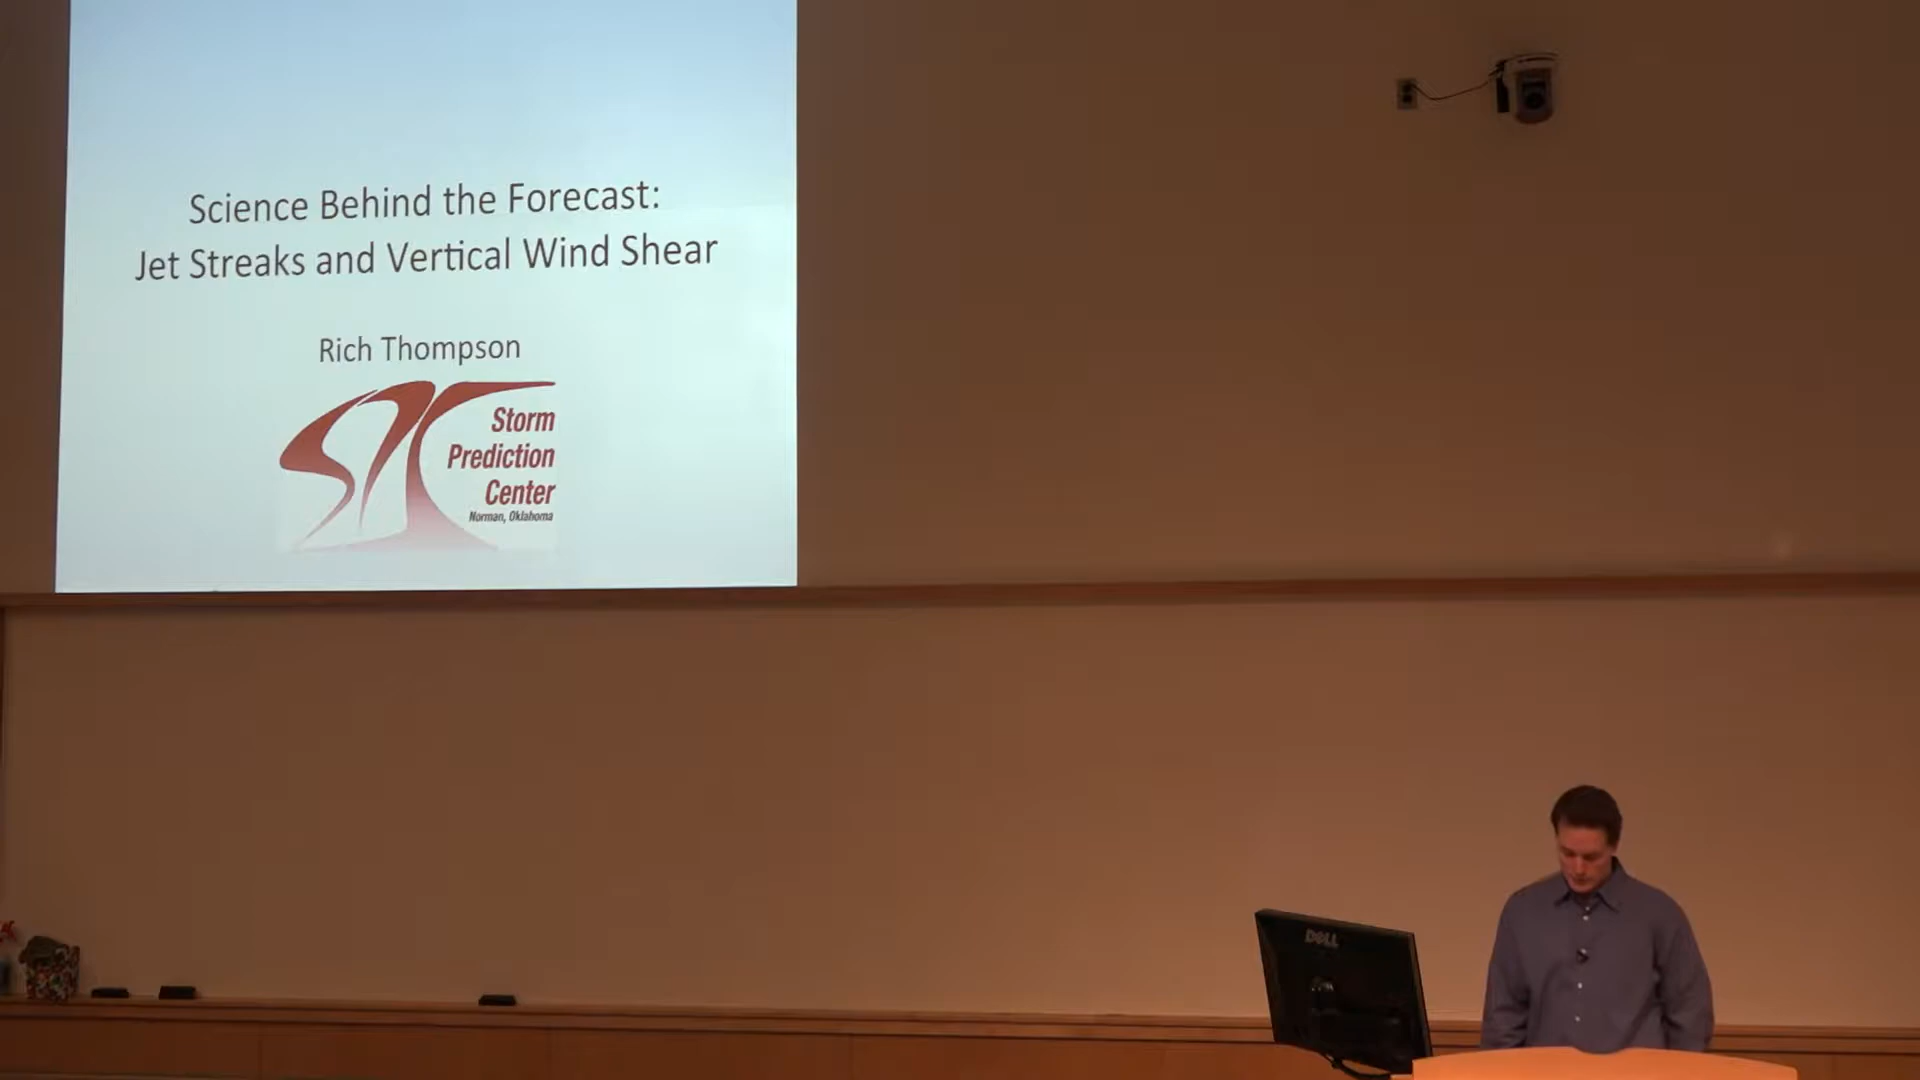 Science Behind the Forecast:
Jet Streaks and Vertical Wind Shear
Rich Thompson
Storm
Prediction
Center
Norman, Oklahoma
DELL